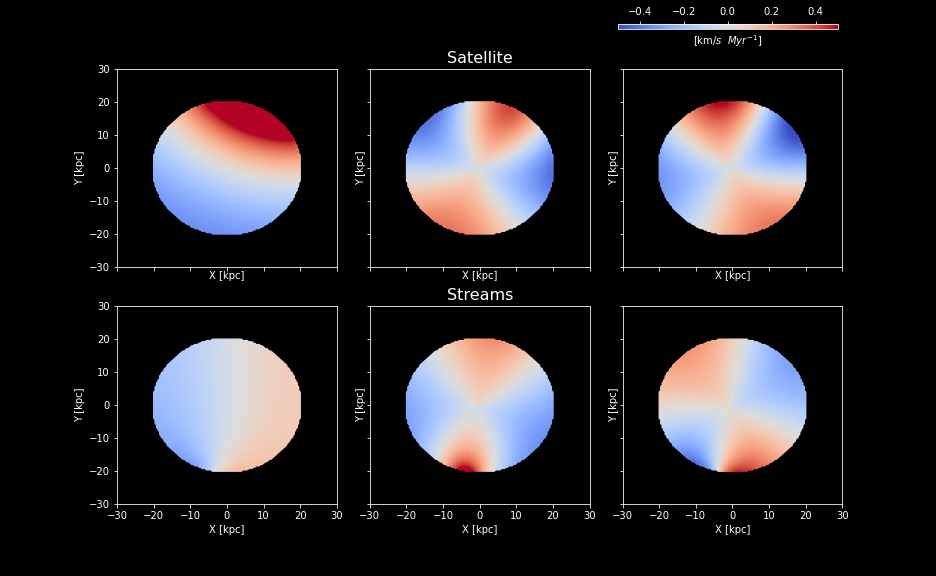 −0.4 −0.2 0.0 0.2 0.4
[km/s Myr⁻¹]
Satellite
30
20
10
0
−10
−20
−30
Y [kpc]
Y [kpc]
Y [kpc]
X [kpc] X [kpc] X [kpc]
Streams
30
20
10
0
−10
−20
−30
Y [kpc]
Y [kpc]
Y [kpc]
−30 −20 −10 0 10 20 30 −30 −20 −10 0 10 20 30 −30 −20 −10 0 10 20 30
X [kpc] X [kpc] X [kpc]